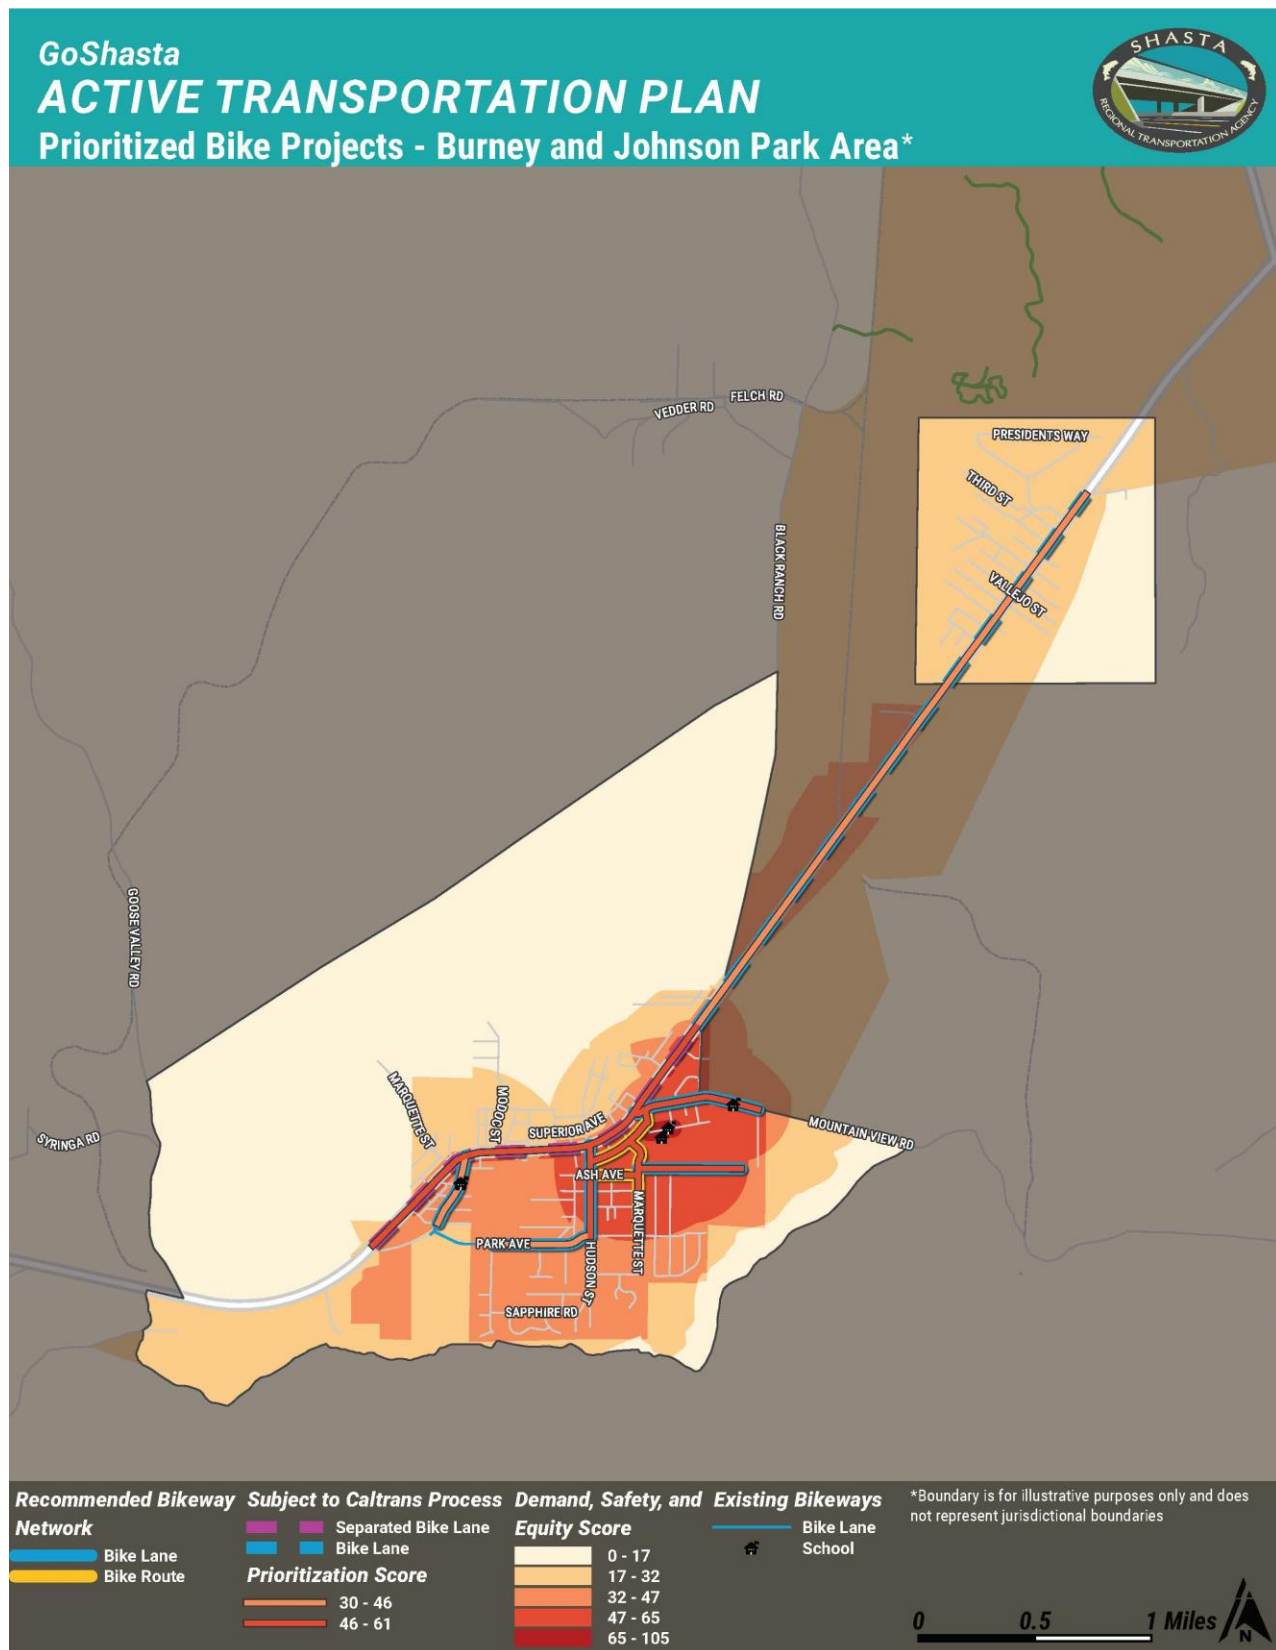 GoShasta
ACTIVE TRANSPORTATION PLAN
Prioritized Bike Projects - Burney and Johnson Park Area*
SHASTA
REGIONAL TRANSPORTATION AGENCY
PRESIDENTS WAY
FELCH RD
VEDDER RD
THIRD ST
BLACK RANCH RD
VALLEJO ST
GOOSE VALLEY RD
MARQUETTE ST
MODOC ST
SUPERIOR AVE
MOUNTAIN VIEW RD
SYRINGA RD
ASH AVE
MARQUETTE ST
PARK AVE
HUDSON ST
SAPPHIRE RD
Recommended Bikeway
Network
Bike Lane
Bike Route
Subject to Caltrans Process
Separated Bike Lane
Bike Lane
Prioritization Score
30 - 46
46 - 61
Demand, Safety, and
Equity Score
0 - 17
17 - 32
32 - 47
47 - 65
65 - 105
Existing Bikeways
Bike Lane
School
*Boundary is for illustrative purposes only and does
not represent jurisdictional boundaries
0 0.5 1 Miles
N